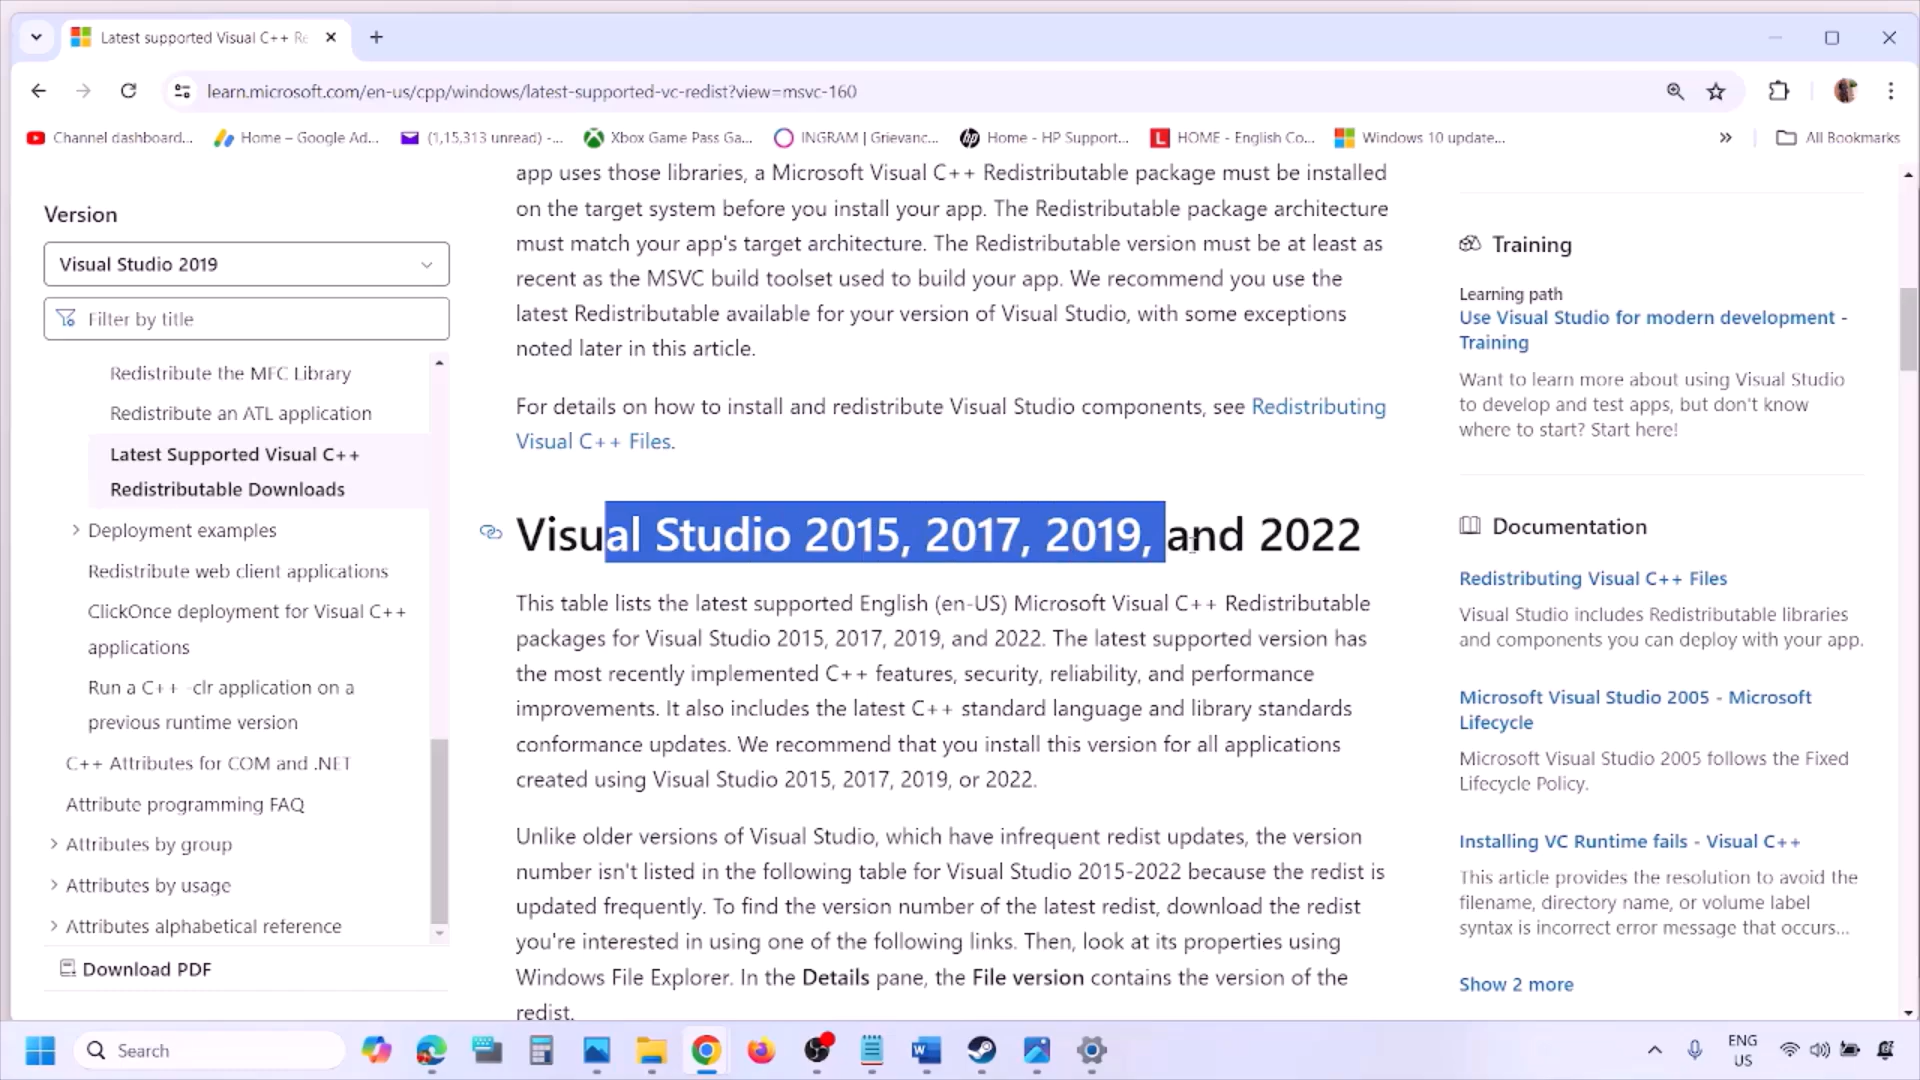 Latest supported Visual C++ Re
learn.microsoft.com/en-us/cpp/windows/latest-supported-vc-redist?view=msvc-160
Channel dashboard...
Home – Google Ad...
(1,15,313 unread) -...
Xbox Game Pass Ga...
INGRAM | Grievanc...
Home - HP Support...
HOME - English Co...
Windows 10 update...
All Bookmarks
Version
Visual Studio 2019
Filter by title
Redistribute the MFC Library
Redistribute an ATL application
Latest Supported Visual C++
Redistributable Downloads
Deployment examples
Redistribute web client applications
ClickOnce deployment for Visual C++
applications
Run a C++ -clr application on a
previous runtime version
C++ Attributes for COM and .NET
Attribute programming FAQ
Attributes by group
Attributes by usage
Attributes alphabetical reference
Download PDF
app uses those libraries, a Microsoft Visual C++ Redistributable package must be installed
on the target system before you install your app. The Redistributable package architecture
must match your app's target architecture. The Redistributable version must be at least as
recent as the MSVC build toolset used to build your app. We recommend you use the
latest Redistributable available for your version of Visual Studio, with some exceptions
noted later in this article.
For details on how to install and redistribute Visual Studio components, see Redistributing
Visual C++ Files.
Visual Studio 2015, 2017, 2019, and 2022
This table lists the latest supported English (en-US) Microsoft Visual C++ Redistributable
packages for Visual Studio 2015, 2017, 2019, and 2022. The latest supported version has
the most recently implemented C++ features, security, reliability, and performance
improvements. It also includes the latest C++ standard language and library standards
conformance updates. We recommend that you install this version for all applications
created using Visual Studio 2015, 2017, 2019, or 2022.
Unlike older versions of Visual Studio, which have infrequent redist updates, the version
number isn't listed in the following table for Visual Studio 2015-2022 because the redist is
updated frequently. To find the version number of the latest redist, download the redist
you're interested in using one of the following links. Then, look at its properties using
Windows File Explorer. In the Details pane, the File version contains the version of the
redist.
Training
Learning path
Use Visual Studio for modern development -
Training
Want to learn more about using Visual Studio
to develop and test apps, but don't know
where to start? Start here!
Documentation
Redistributing Visual C++ Files
Visual Studio includes Redistributable libraries
and components you can deploy with your app.
Microsoft Visual Studio 2005 - Microsoft
Lifecycle
Microsoft Visual Studio 2005 follows the Fixed
Lifecycle Policy.
Installing VC Runtime fails - Visual C++
This article provides the resolution to avoid the
filename, directory name, or volume label
syntax is incorrect error message that occurs...
Show 2 more
Search
ENG
US